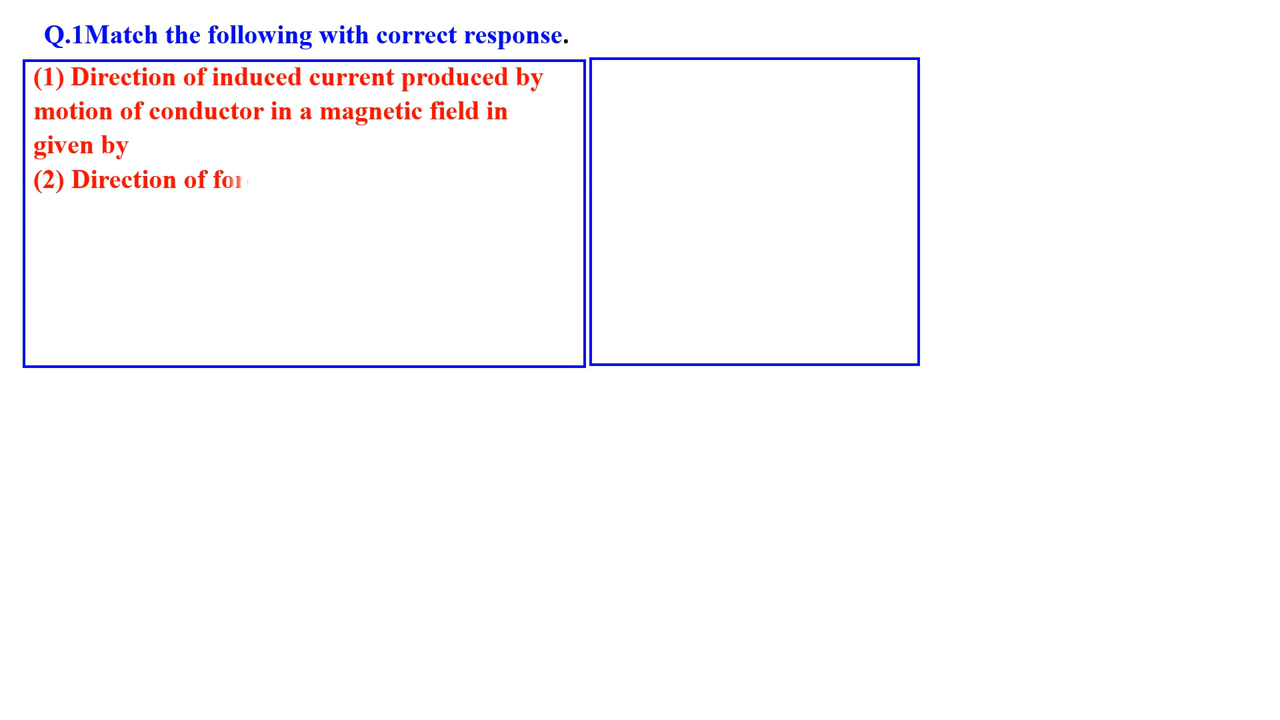 Q.1Match the following with correct response.
(1) Direction of induced current produced by
motion of conductor in a magnetic field in
given by
(2) Direction of